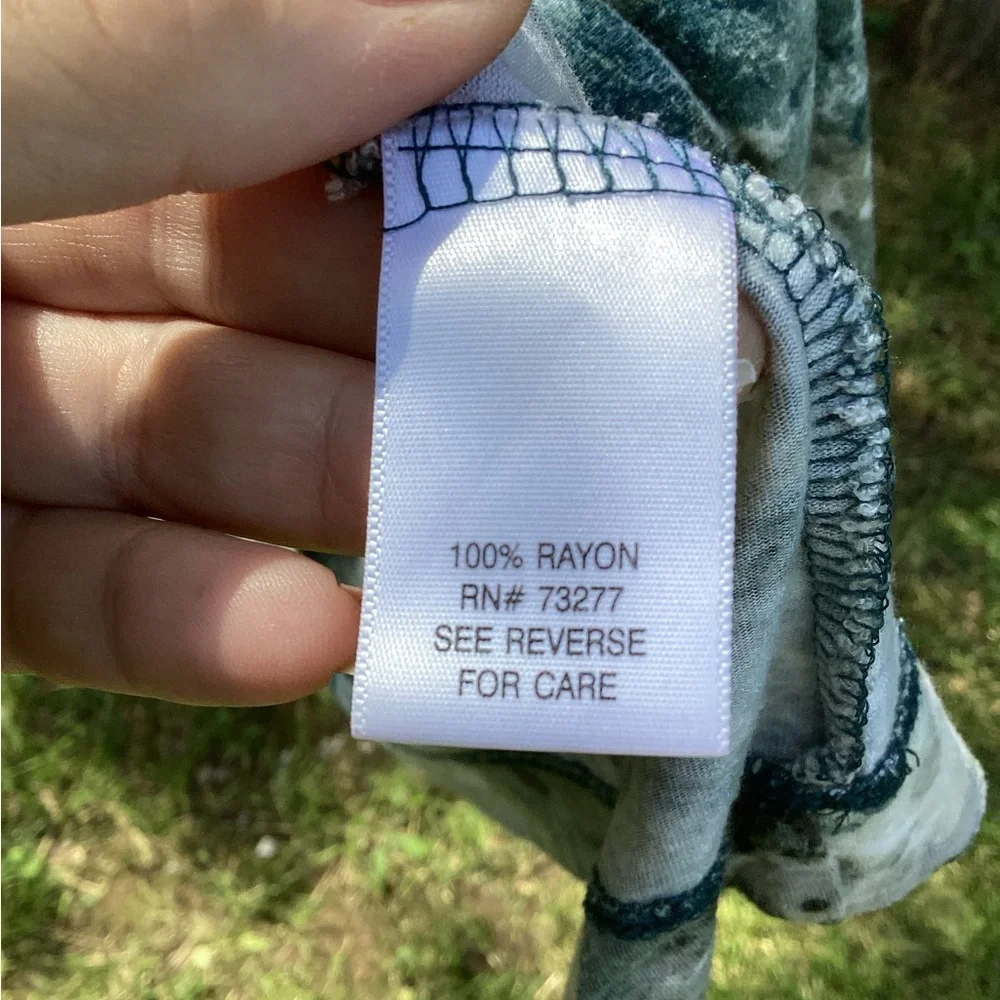 100% RAYON
RN# 73277
SEE REVERSE
FOR CARE